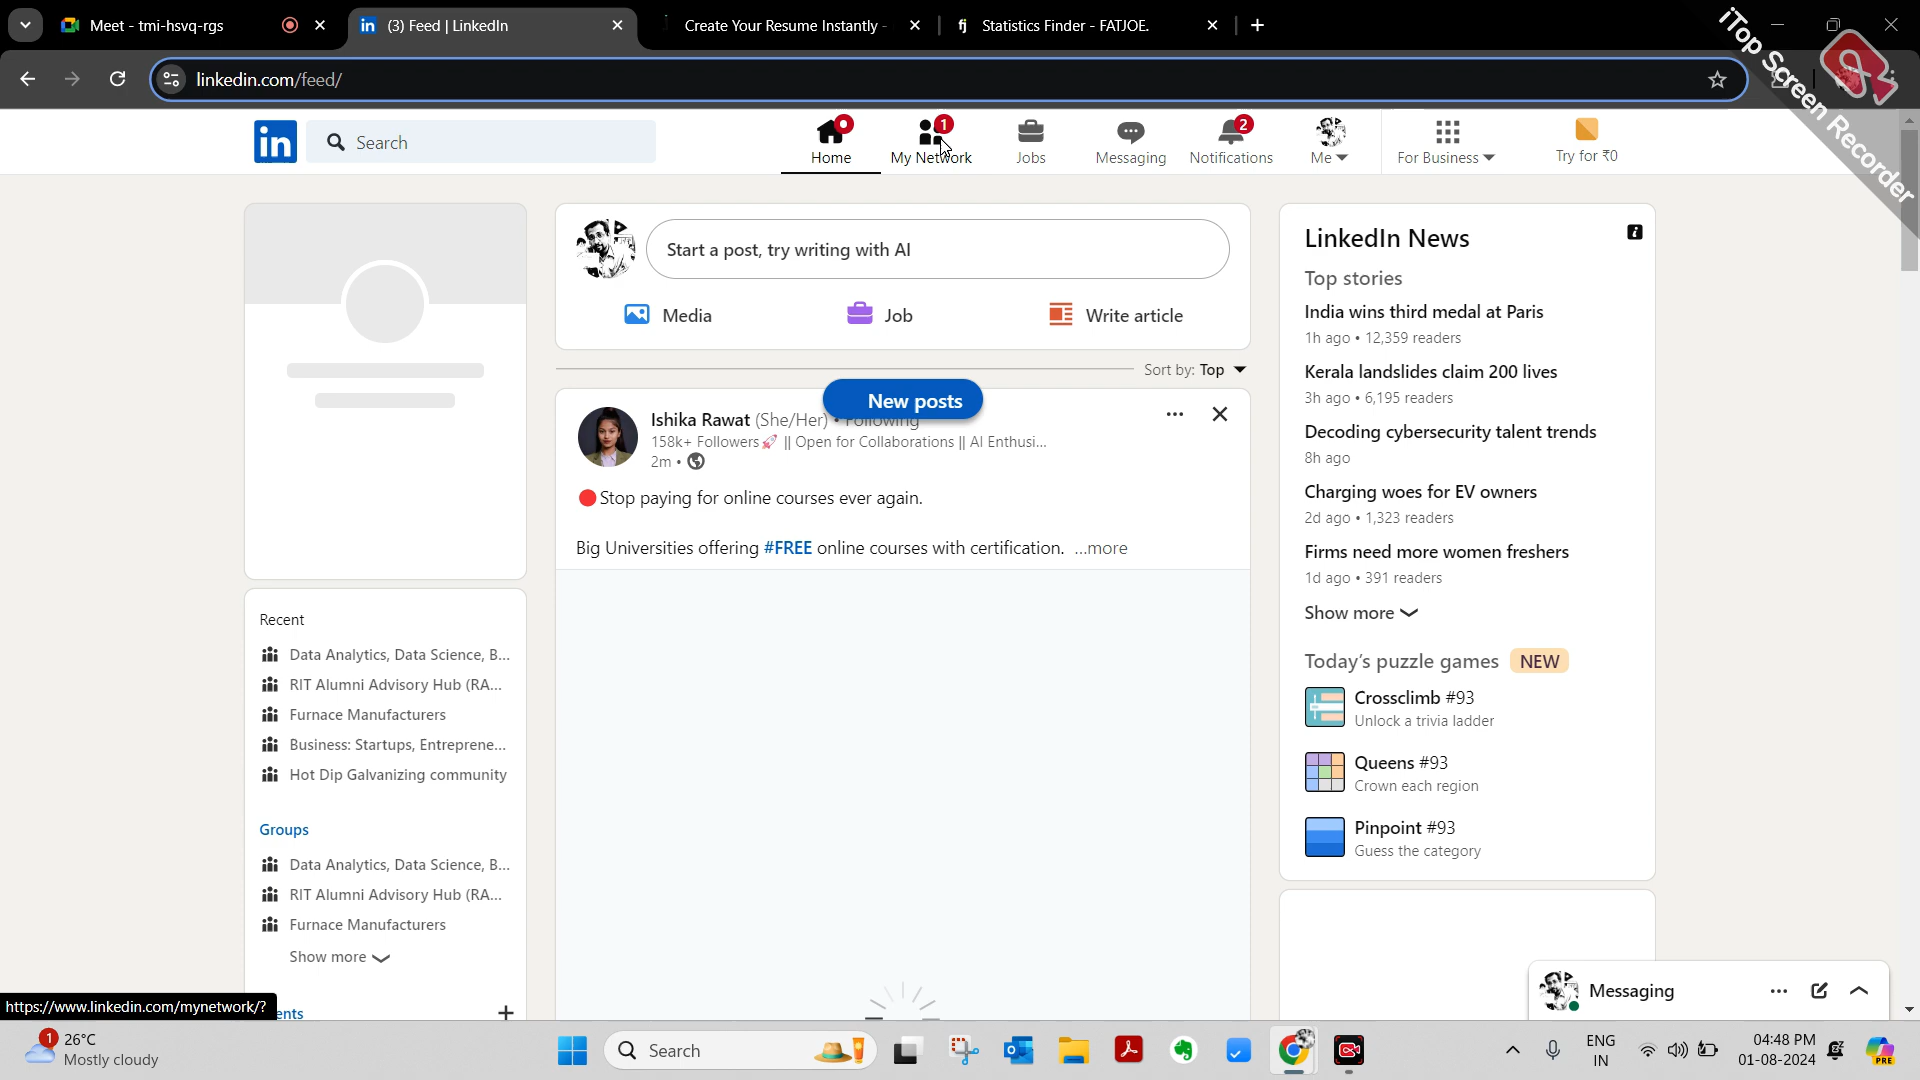 Meet - tmi-hsvq-rgs
in (3) Feed | LinkedIn
Create Your Resume Instantly -
fj Statistics Finder - FATJOE.
linkedin.com/feed/
iTop Screen Recorder
in
Search
Home
1
My Network
Jobs
Messaging
2
Notifications
Me
For Business
Try for ₹0
Start a post, try writing with AI
Media
Job
Write article
Sort by: Top
New posts
Ishika Rawat (She/Her) • Following
158k+ Followers🚀 || Open for Collaborations || AI Enthusi...
2m •
🔴Stop paying for online courses ever again.
Big Universities offering #FREE online courses with certification. ...more
LinkedIn News
Top stories
India wins third medal at Paris
1h ago • 12,359 readers
Kerala landslides claim 200 lives
3h ago • 6,195 readers
Decoding cybersecurity talent trends
8h ago
Charging woes for EV owners
2d ago • 1,323 readers
Firms need more women freshers
1d ago • 391 readers
Show more
Today's puzzle games NEW
Crossclimb #93
Unlock a trivia ladder
Queens #93
Crown each region
Pinpoint #93
Guess the category
Recent
Data Analytics, Data Science, B...
RIT Alumni Advisory Hub (RA...
Furnace Manufacturers
Business: Startups, Entreprene...
Hot Dip Galvanizing community
Groups
Data Analytics, Data Science, B...
RIT Alumni Advisory Hub (RA...
Furnace Manufacturers
Show more
ents
+
https://www.linkedin.com/mynetwork/?
Messaging
1
26°C
Mostly cloudy
Search
ENG
IN
04:48 PM
01-08-2024
PRE